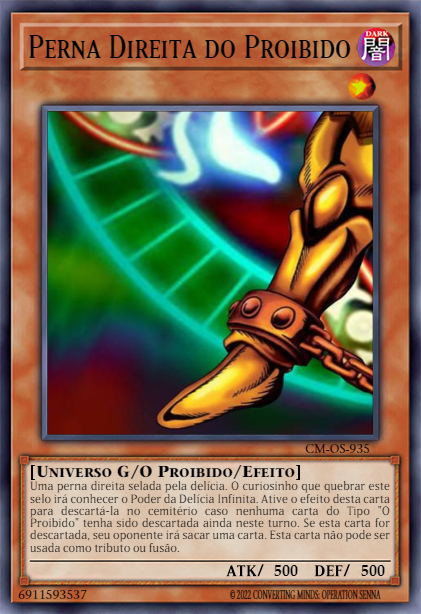 Perna Direita do Proibido
DARK
闇
CM-OS-935
[Universo G/O Proibido/Efeito]
Uma perna direita selada pela delícia. O curiosinho que quebrar este
selo irá conhecer o Poder da Delícia Infinita. Ative o efeito desta carta
para descartá-la no cemitério caso nenhuma carta do Tipo "O
Proibido" tenha sido descartada ainda neste turno. Se esta carta for
descartada, seu oponente irá sacar uma carta. Esta carta não pode ser
usada como tributo ou fusão.
ATK/ 500 DEF/ 500
6911593537
©2022 CONVERTING MINDS: OPERATION SENNA